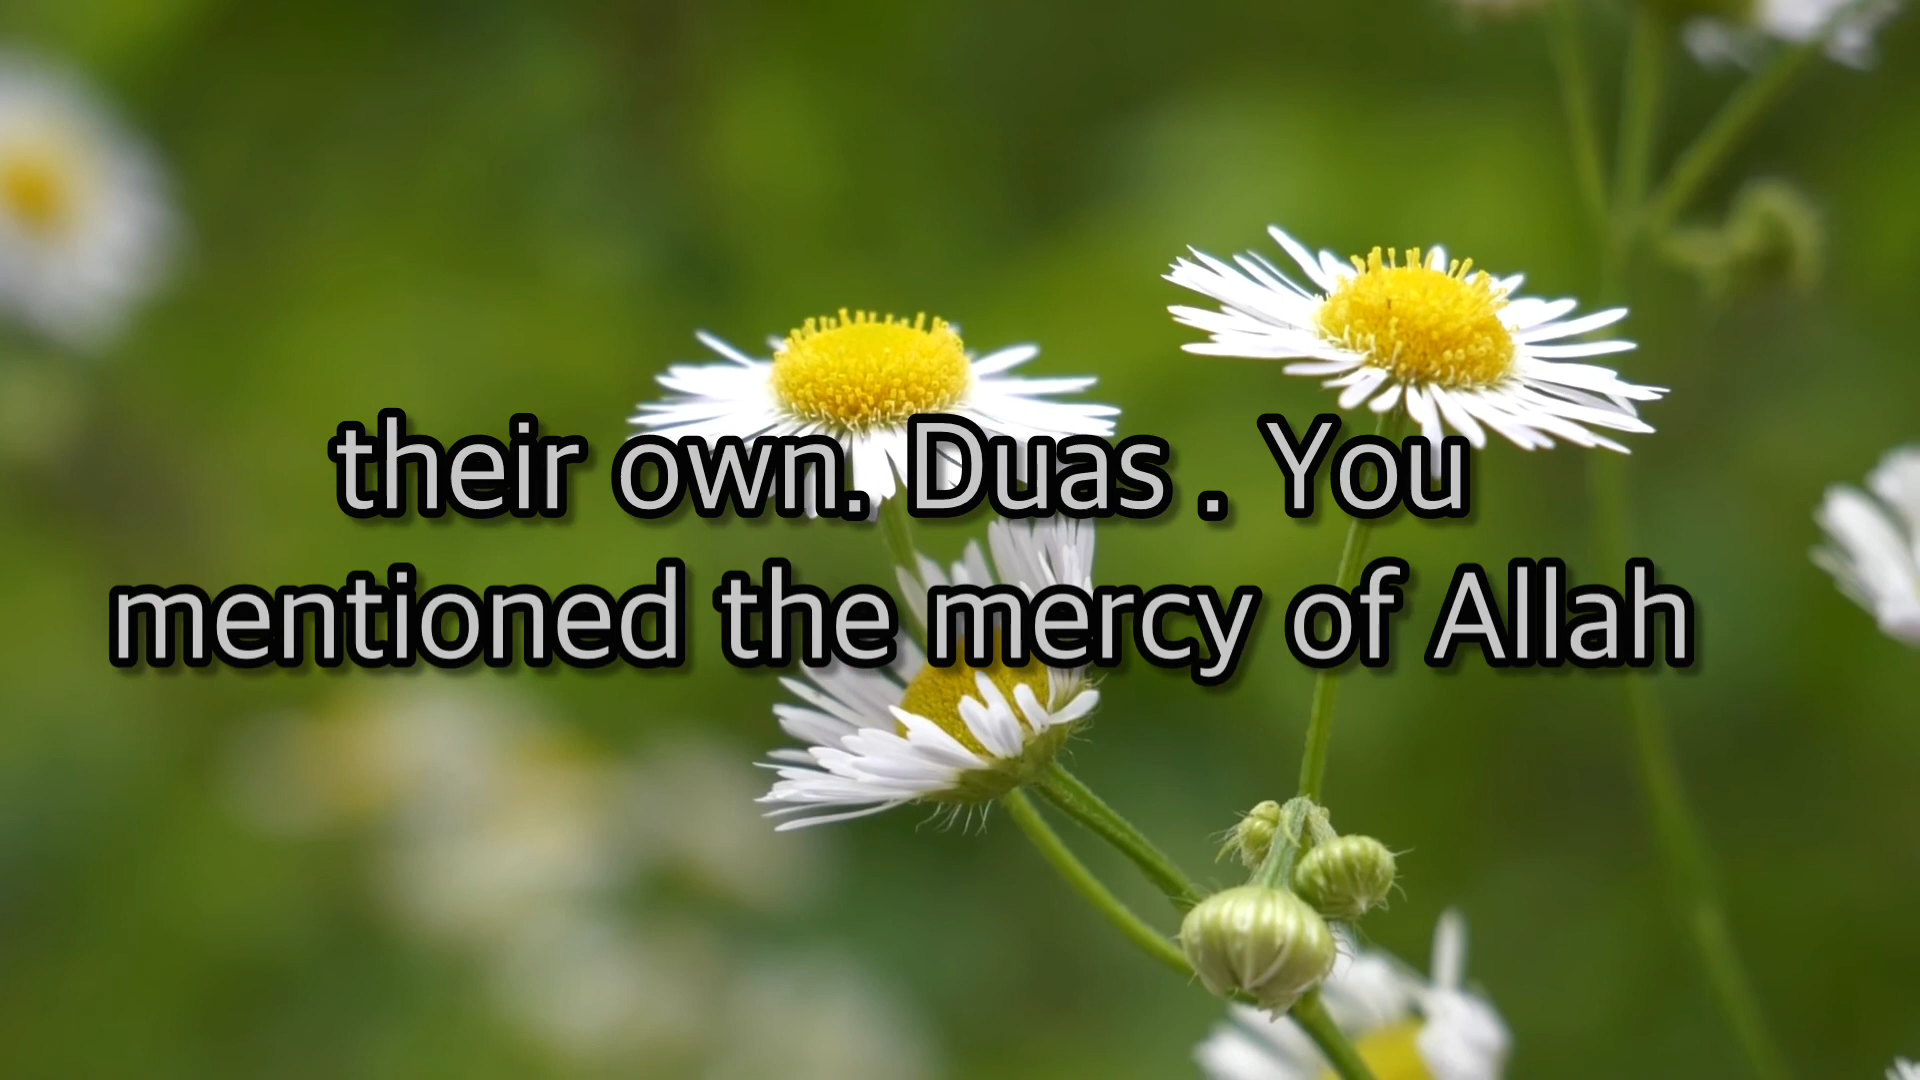 their own. Duas . You
mentioned the mercy of Allah